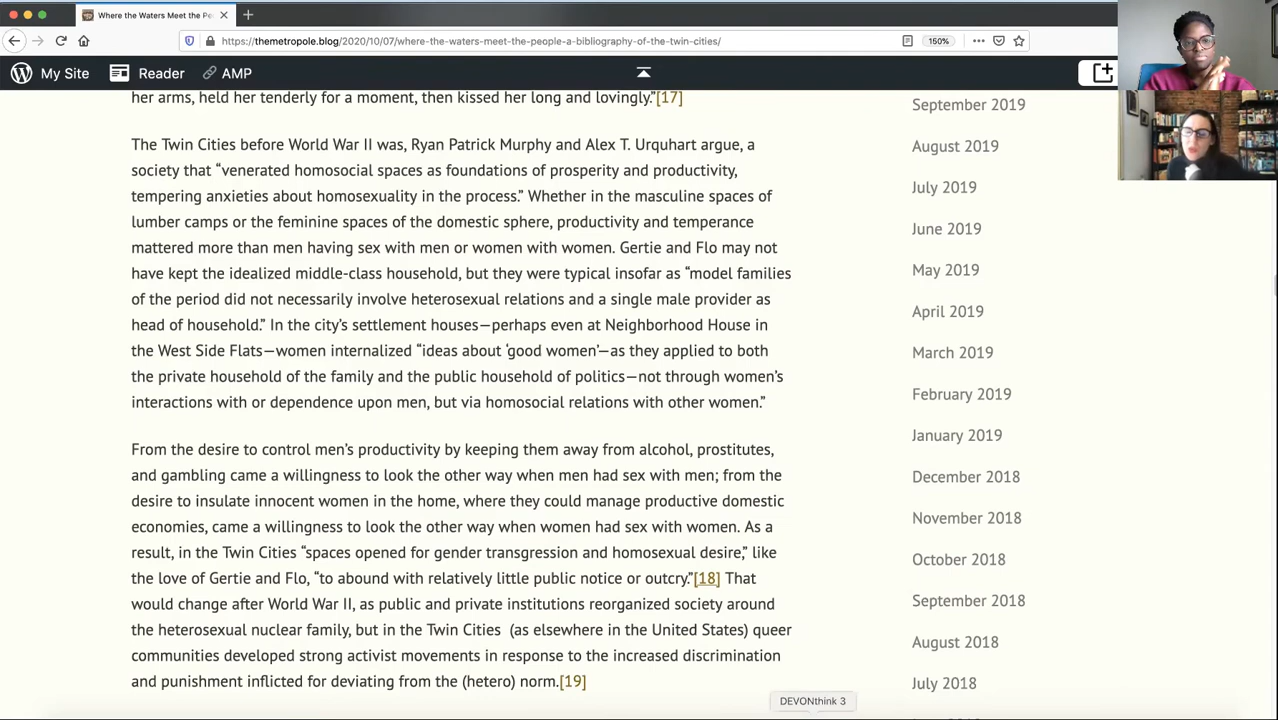 Where the Waters Meet the Pe
https://themetropole.blog/2020/10/07/where-the-waters-meet-the-people-a-bibliography-of-the-twin-cities/
150%
My Site
Reader
AMP
her arms, held her tenderly for a moment, then kissed her long and lovingly.”[17]
The Twin Cities before World War II was, Ryan Patrick Murphy and Alex T. Urquhart argue, a
society that “venerated homosocial spaces as foundations of prosperity and productivity,
tempering anxieties about homosexuality in the process.” Whether in the masculine spaces of
lumber camps or the feminine spaces of the domestic sphere, productivity and temperance
mattered more than men having sex with men or women with women. Gertie and Flo may not
have kept the idealized middle-class household, but they were typical insofar as “model families
of the period did not necessarily involve heterosexual relations and a single male provider as
head of household.” In the city’s settlement houses—perhaps even at Neighborhood House in
the West Side Flats—women internalized “ideas about ‘good women’—as they applied to both
the private household of the family and the public household of politics—not through women’s
interactions with or dependence upon men, but via homosocial relations with other women.”
From the desire to control men’s productivity by keeping them away from alcohol, prostitutes,
and gambling came a willingness to look the other way when men had sex with men; from the
desire to insulate innocent women in the home, where they could manage productive domestic
economies, came a willingness to look the other way when women had sex with women. As a
result, in the Twin Cities “spaces opened for gender transgression and homosexual desire,” like
the love of Gertie and Flo, “to abound with relatively little public notice or outcry.”[18] That
would change after World War II, as public and private institutions reorganized society around
the heterosexual nuclear family, but in the Twin Cities (as elsewhere in the United States) queer
communities developed strong activist movements in response to the increased discrimination
and punishment inflicted for deviating from the (hetero) norm.[19]
September 2019
August 2019
July 2019
June 2019
May 2019
April 2019
March 2019
February 2019
January 2019
December 2018
November 2018
October 2018
September 2018
August 2018
July 2018
DEVONthink 3